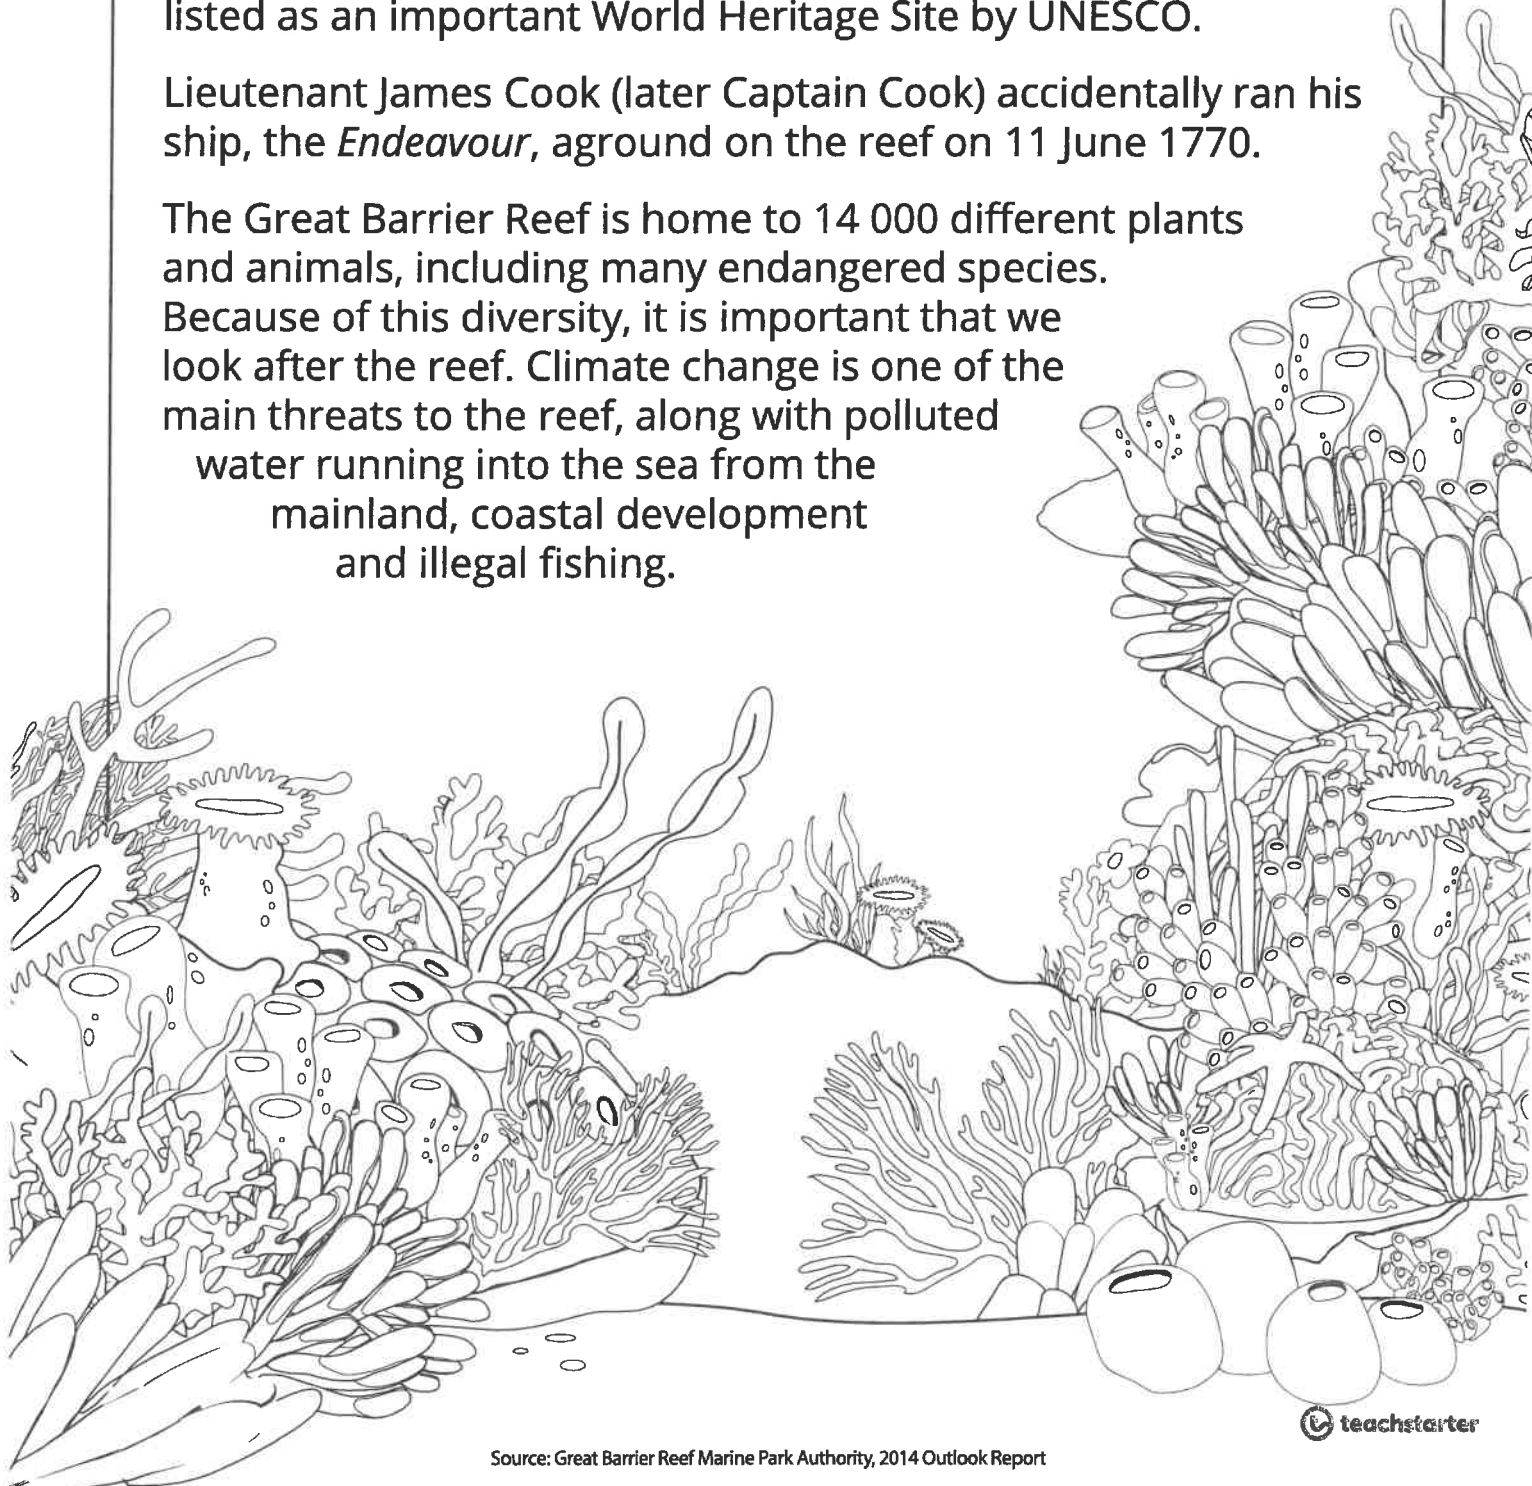 listed as an important World Heritage Site by UNESCO.
Lieutenant James Cook (later Captain Cook) accidentally ran his
ship, the Endeavour, aground on the reef on 11 June 1770.
The Great Barrier Reef is home to 14 000 different plants
and animals, including many endangered species.
Because of this diversity, it is important that we
look after the reef. Climate change is one of the
main threats to the reef, along with polluted
water running into the sea from the
mainland, coastal development
and illegal fishing.
teachstarter
Source: Great Barrier Reef Marine Park Authority, 2014 Outlook Report